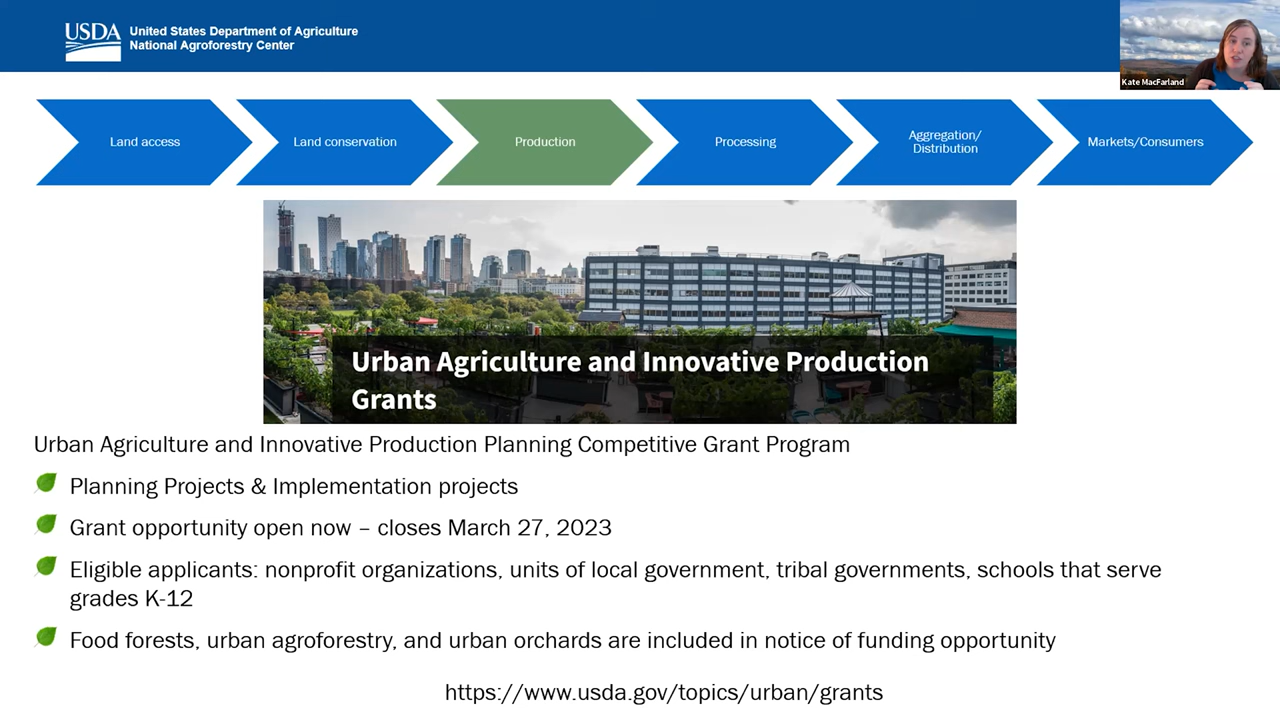 USDA
United States Department of Agriculture
National Agroforestry Center
Kate MacFarland
Land access
Land conservation
Production
Processing
Aggregation/
Distribution
Markets/Consumers
Urban Agriculture and Innovative Production
Grants
Urban Agriculture and Innovative Production Planning Competitive Grant Program
Planning Projects & Implementation projects
Grant opportunity open now – closes March 27, 2023
Eligible applicants: nonprofit organizations, units of local government, tribal governments, schools that serve
grades K-12
Food forests, urban agroforestry, and urban orchards are included in notice of funding opportunity
https://www.usda.gov/topics/urban/grants